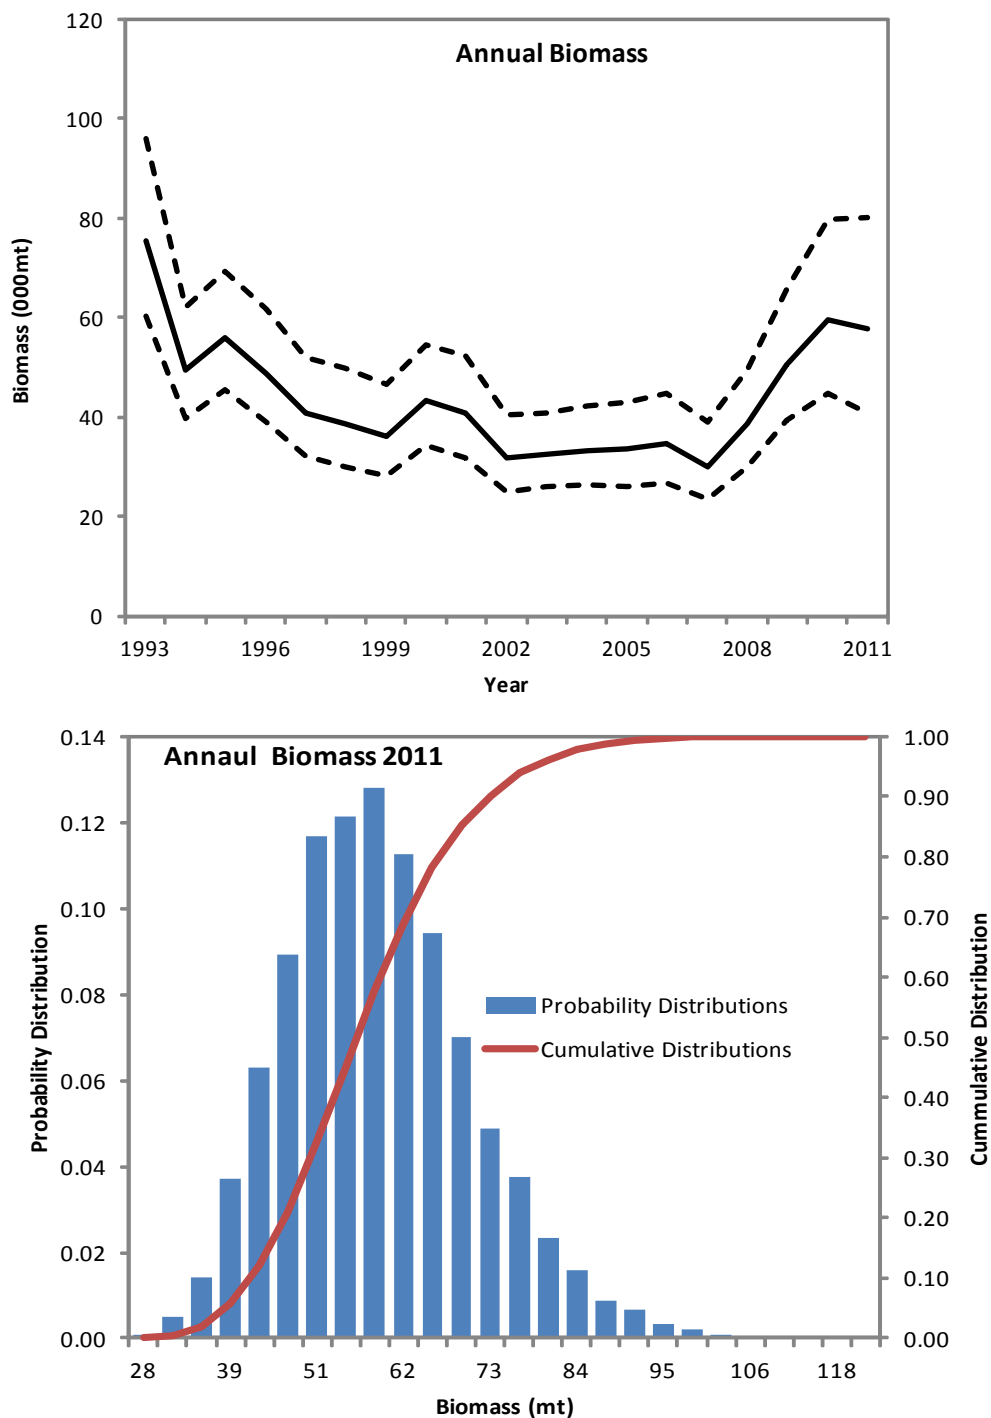 Annual Biomass
Biomass (000mt)
120
100
80
60
40
20
0
1993 1996 1999 2002 2005 2008 2011
Year
Annaul Biomass 2011
Probability Distribution
0.14
0.12
0.10
0.08
0.06
0.04
0.02
0.00
Probability Distributions
Cumulative Distributions
1.00
0.90
0.80
0.70
0.60
0.50
0.40
0.30
0.20
0.10
0.00
Cummulative Distribution
28 39 51 62 73 84 95 106 118
Biomass (mt)